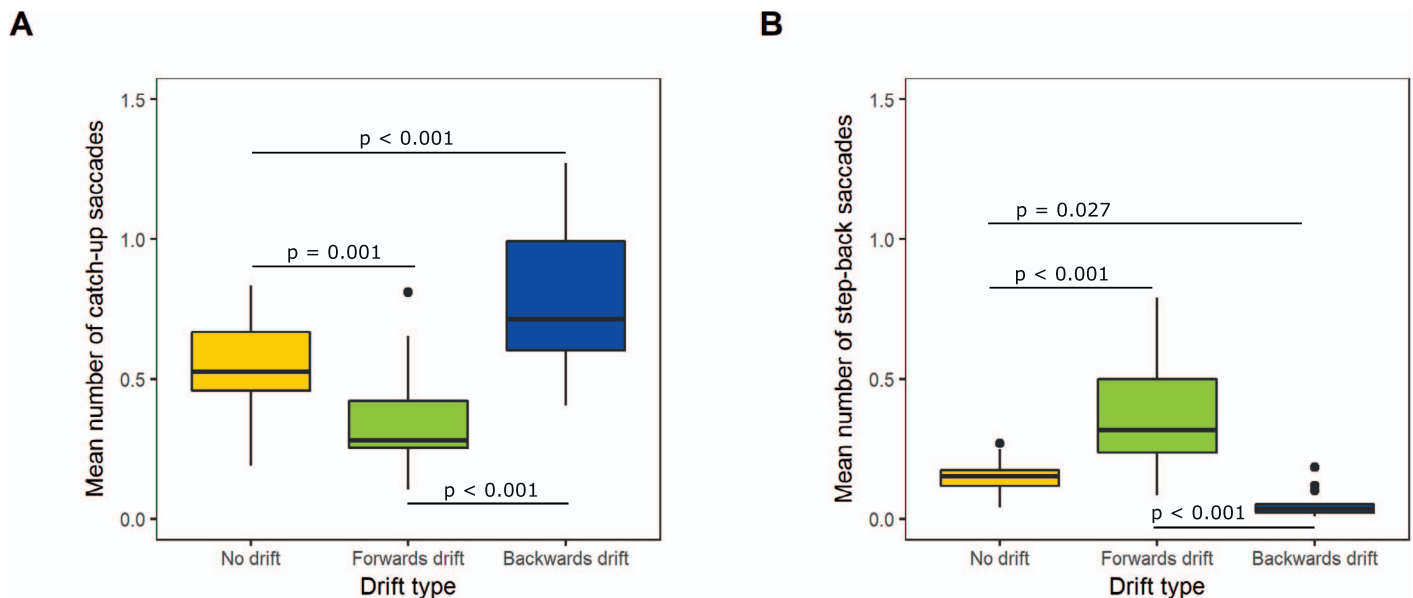 A
Mean number of catch-up saccades
1.5
1.0
0.5
0.0
p < 0.001
p = 0.001
p < 0.001
No drift
Forwards drift
Backwards drift
Drift type
B
Mean number of step-back saccades
1.5
1.0
0.5
0.0
p = 0.027
p < 0.001
p < 0.001
No drift
Forwards drift
Backwards drift
Drift type